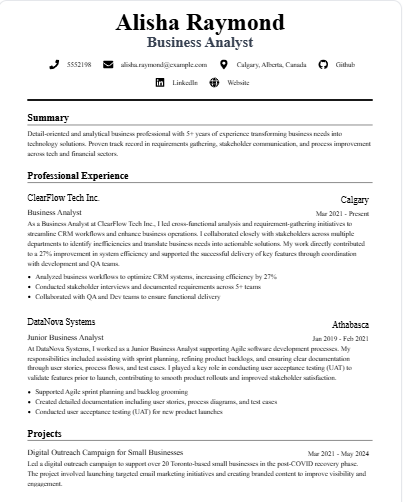 Alisha Raymond
Business Analyst
5552198 alisha.raymond@example.com Calgary, Alberta, Canada Github
LinkedIn Website
Summary
Detail-oriented and analytical business professional with 5+ years of experience transforming business needs into
technology solutions. Proven track record in requirements gathering, stakeholder communication, and process improvement
across tech and financial sectors.
Professional Experience
ClearFlow Tech Inc. Calgary
Business Analyst Mar 2021 - Present
As a Business Analyst at ClearFlow Tech Inc., I led cross-functional analysis and requirement-gathering initiatives to
streamline CRM workflows and enhance business operations. I collaborated closely with stakeholders across multiple
departments to identify inefficiencies and translate business needs into actionable solutions. My work directly contributed
to a 27% improvement in system efficiency and supported the successful delivery of key features through coordination
with development and QA teams.
• Analyzed business workflows to optimize CRM systems, increasing efficiency by 27%
• Conducted stakeholder interviews and documented requirements across 5+ teams
• Collaborated with QA and Dev teams to ensure functional delivery
DataNova Systems Athabasca
Junior Business Analyst Jan 2019 - Feb 2021
At DataNova Systems, I worked as a Junior Business Analyst supporting Agile software development processes. My
responsibilities included assisting with sprint planning, refining product backlogs, and ensuring clear documentation
through user stories, process flows, and test cases. I played a key role in conducting user acceptance testing (UAT) to
validate features prior to launch, contributing to smooth product rollouts and improved stakeholder satisfaction.
• Supported Agile sprint planning and backlog grooming
• Created detailed documentation including user stories, process diagrams, and test cases
• Conducted user acceptance testing (UAT) for new product launches
Projects
Digital Outreach Campaign for Small Businesses Mar 2021 - May 2024
Led a digital outreach campaign to support over 20 Toronto-based small businesses in the post-COVID recovery phase.
The project involved launching targeted email marketing initiatives and creating branded content to improve visibility and
engagement.